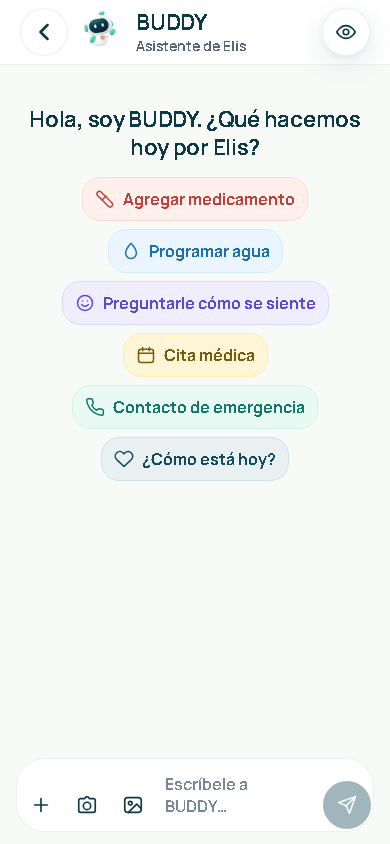 BUDDY
Asistente de Elis
Hola, soy BUDDY. ¿Qué hacemos
hoy por Elis?
Agregar medicamento
Programar agua
Preguntarle cómo se siente
Cita médica
Contacto de emergencia
¿Cómo está hoy?
Escríbele a
BUDDY...